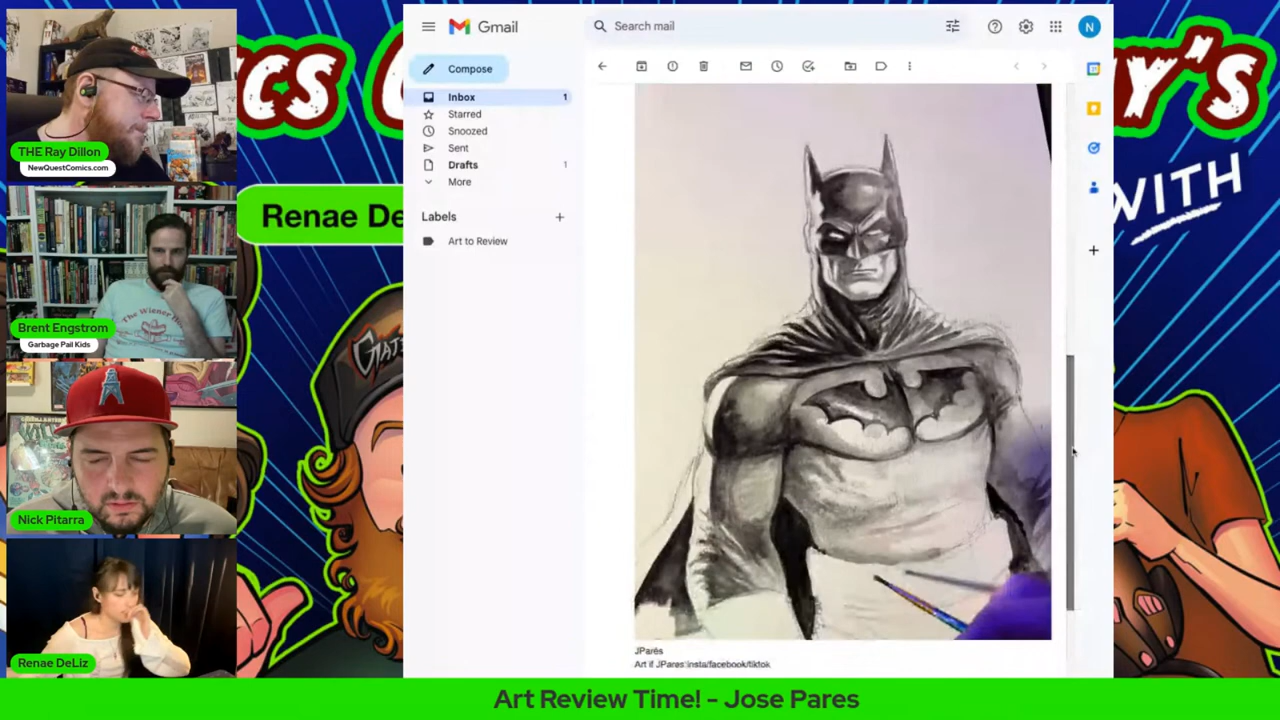 THE Ray Dillon
NewQuestComics.com
Brent Engstrom
Garbage Pail Kids
Nick Pitarra
Renae DeLiz
CS
Renae De
Y'S
WITH
Gmail
Search mail
N
Compose
Inbox 1
Starred
Snoozed
Sent
Drafts 1
More
Labels
Art to Review
JParés
Art if JPares:insta/facebook/tiktok
Art Review Time! - Jose Pares